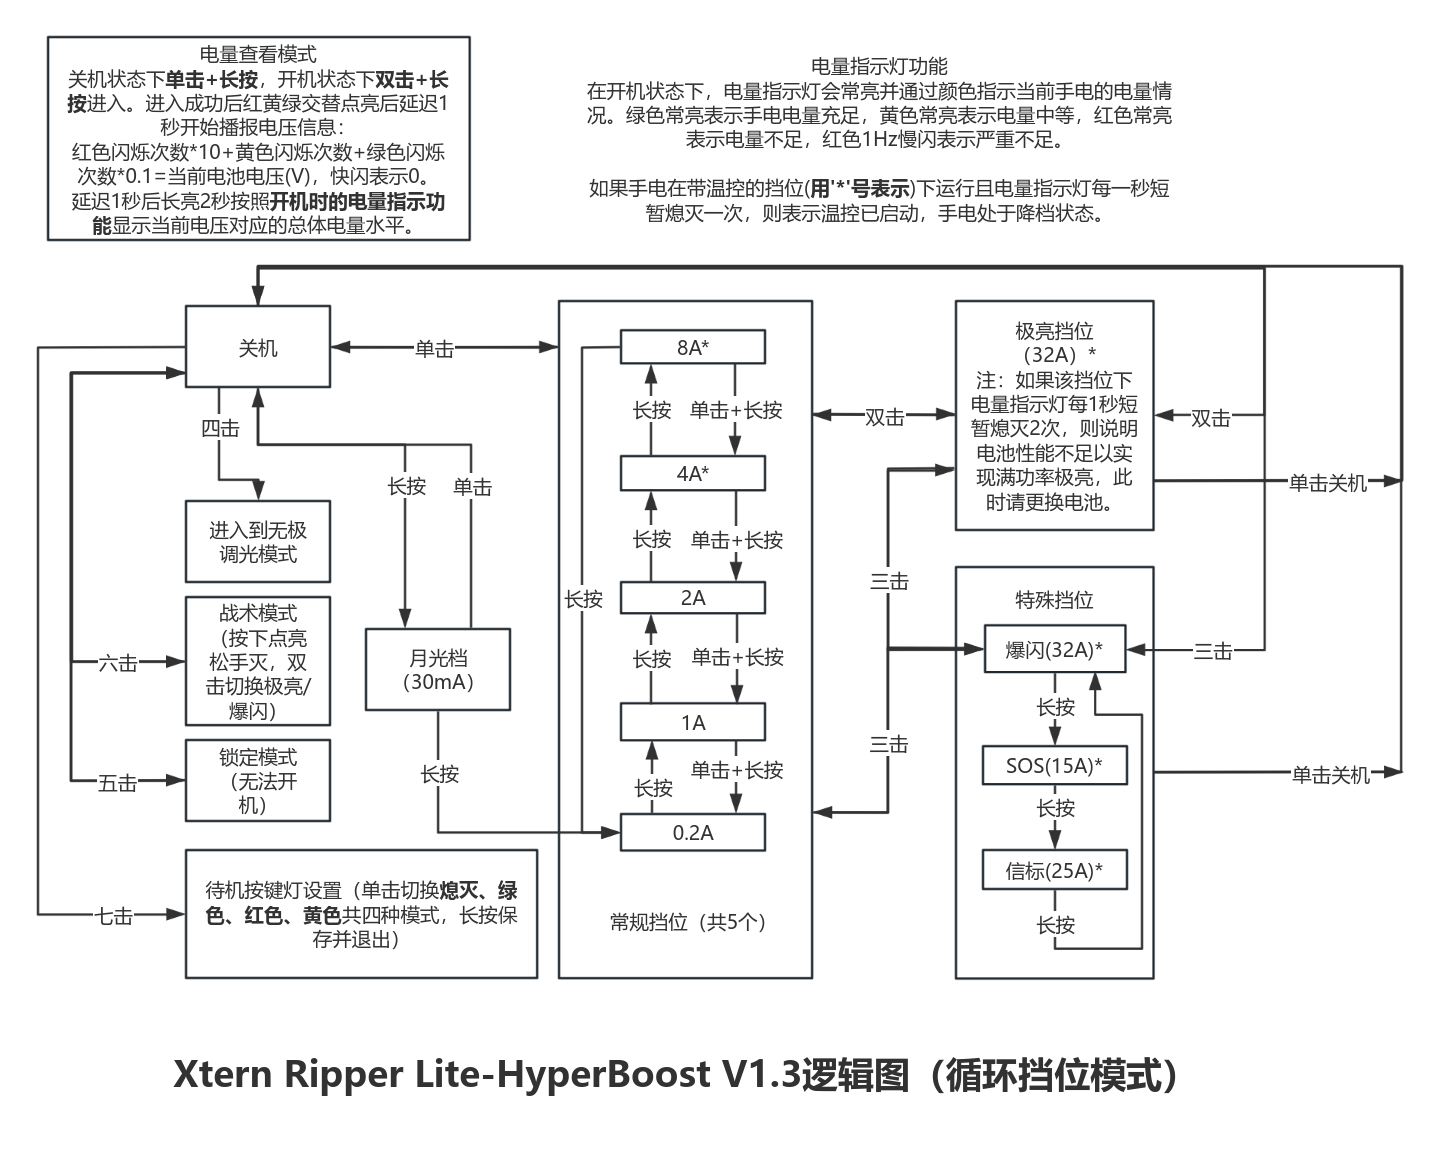 电量查看模式
关机状态下单击+长按，开机状态下双击+长
按进入。进入成功后红黄绿交替点亮后延迟1
秒开始播报电压信息：
红色闪烁次数*10+黄色闪烁次数+绿色闪烁
次数*0.1=当前电池电压(V)，快闪表示0。
延迟1秒后长亮2秒按照开机时的电量指示功
能显示当前电压对应的总体电量水平。
电量指示灯功能
在开机状态下，电量指示灯会常亮并通过颜色指示当前手电的电量情
况。绿色常亮表示手电电量充足，黄色常亮表示电量中等，红色常亮
表示电量不足，红色1Hz慢闪表示严重不足。
如果手电在带温控的挡位(用'*'号表示)下运行且电量指示灯每一秒短
暂熄灭一次，则表示温控已启动，手电处于降档状态。
关机
单击
四击
进入到无极
调光模式
长按
单击
战术模式
（按下点亮
松手灭，双
击切换极亮/
爆闪）
六击
锁定模式
（无法开
机）
五击
月光档
（30mA）
长按
待机按键灯设置（单击切换熄灭、绿
色、红色、黄色共四种模式，长按保
存并退出）
七击
8A*
长按
单击+长按
4A*
长按
单击+长按
2A
长按
长按
单击+长按
1A
长按
单击+长按
0.2A
常规挡位（共5个）
双击
三击
三击
极亮挡位
（32A）*
注：如果该挡位下
电量指示灯每1秒短
暂熄灭2次，则说明
电池性能不足以实
现满功率极亮，此
时请更换电池。
双击
单击关机
特殊挡位
爆闪(32A)*
三击
长按
SOS(15A)*
长按
信标(25A)*
长按
单击关机
Xtern Ripper Lite-HyperBoost V1.3逻辑图（循环挡位模式）